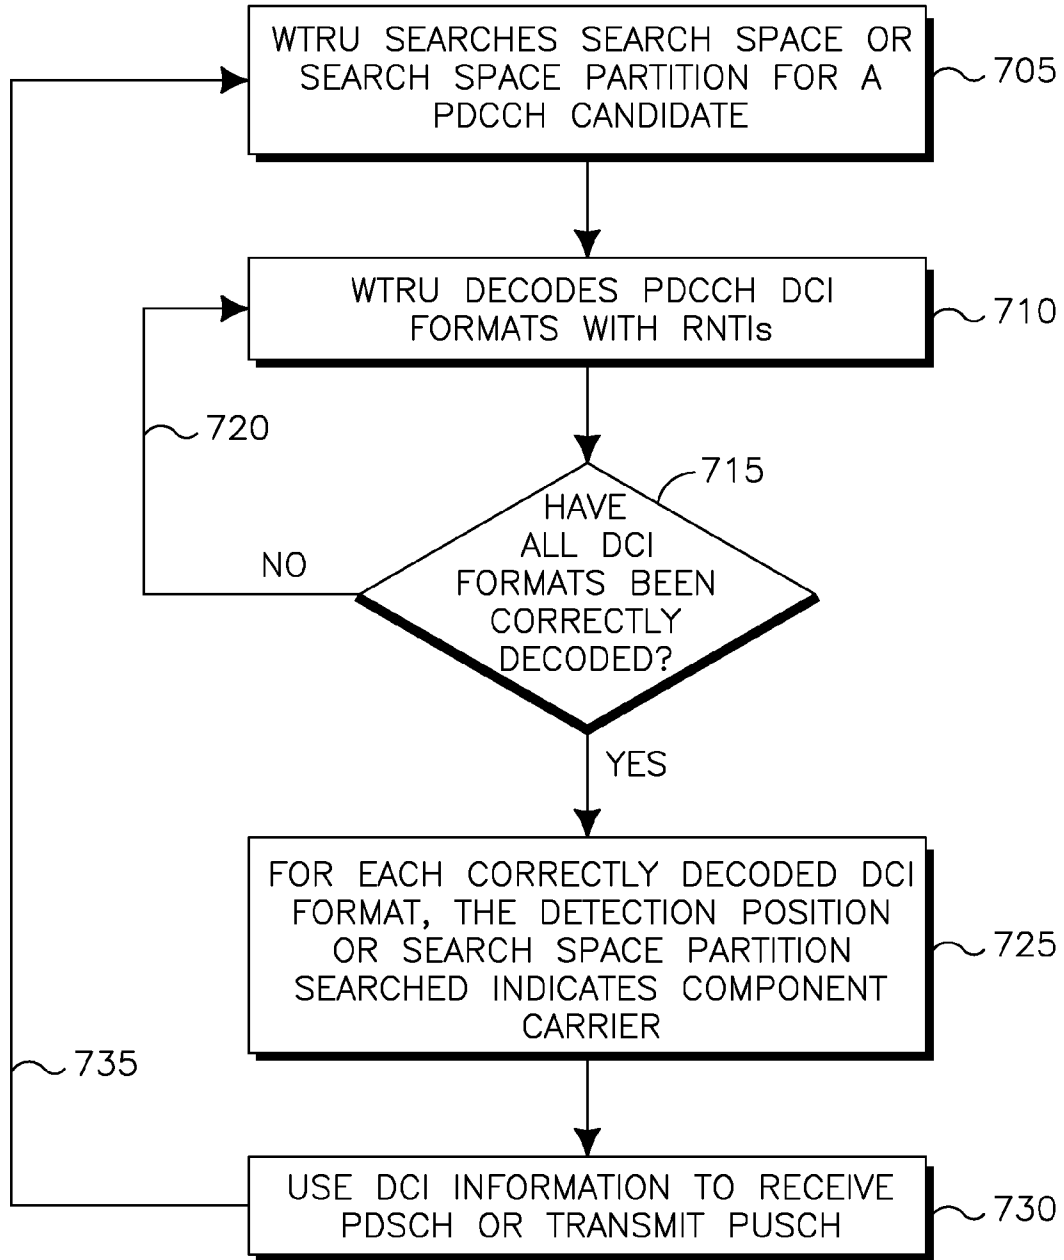 WTRU SEARCHES SEARCH SPACE OR
SEARCH SPACE PARTITION FOR A
PDCCH CANDIDATE
705
WTRU DECODES PDCCH DCI
FORMATS WITH RNTIs
710
720
715
HAVE
ALL DCI
FORMATS BEEN
CORRECTLY
DECODED?
NO
YES
FOR EACH CORRECTLY DECODED DCI
FORMAT, THE DETECTION POSITION
OR SEARCH SPACE PARTITION
SEARCHED INDICATES COMPONENT
CARRIER
725
735
USE DCI INFORMATION TO RECEIVE
PDSCH OR TRANSMIT PUSCH
730